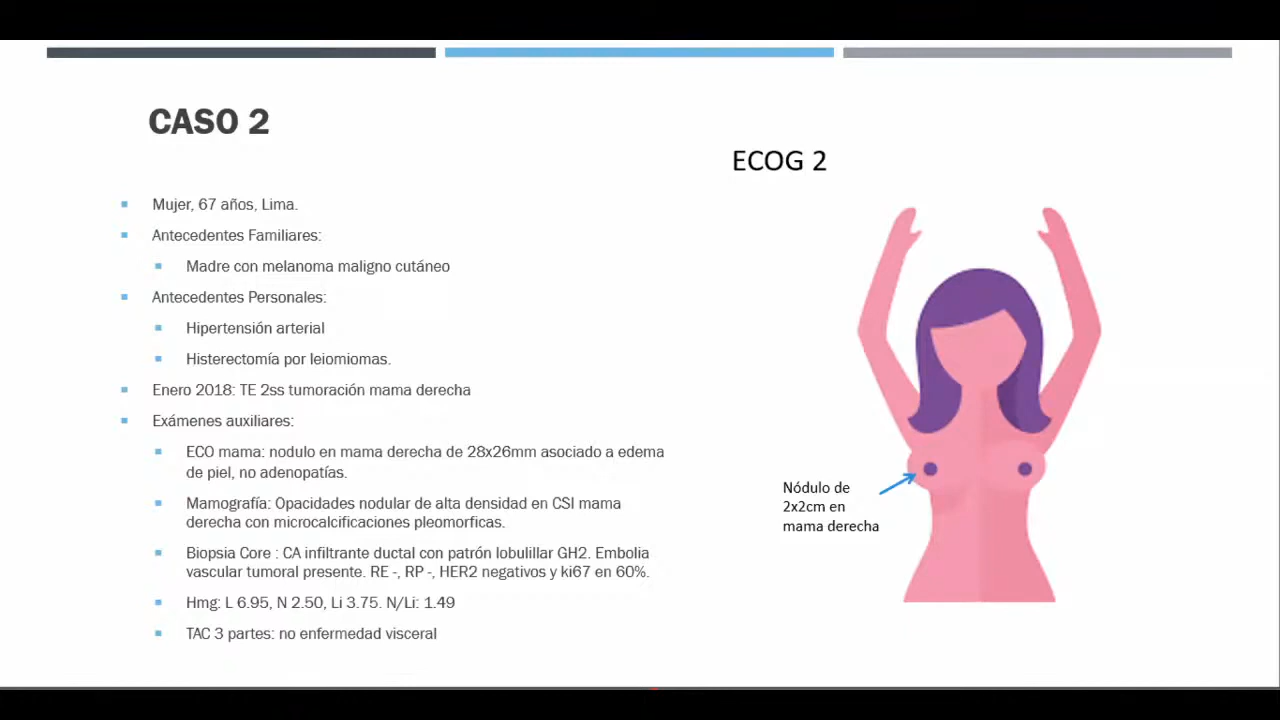 CASO 2
ECOG 2
Mujer, 67 años, Lima.
Antecedentes Familiares:
Madre con melanoma maligno cutáneo
Antecedentes Personales:
Hipertensión arterial
Histerectomía por leiomiomas.
Enero 2018: TE 2ss tumoración mama derecha
Exámenes auxiliares:
ECO mama: nodulo en mama derecha de 28x26mm asociado a edema
de piel, no adenopatías.
Mamografía: Opacidades nodular de alta densidad en CSI mama
derecha con microcalcificaciones pleomorficas.
Biopsia Core : CA infiltrante ductal con patrón lobulillar GH2. Embolia
vascular tumoral presente. RE -, RP -, HER2 negativos y ki67 en 60%.
Hmg: L 6.95, N 2.50, Li 3.75. N/Li: 1.49
TAC 3 partes: no enfermedad visceral
Nódulo de
2x2cm en
mama derecha